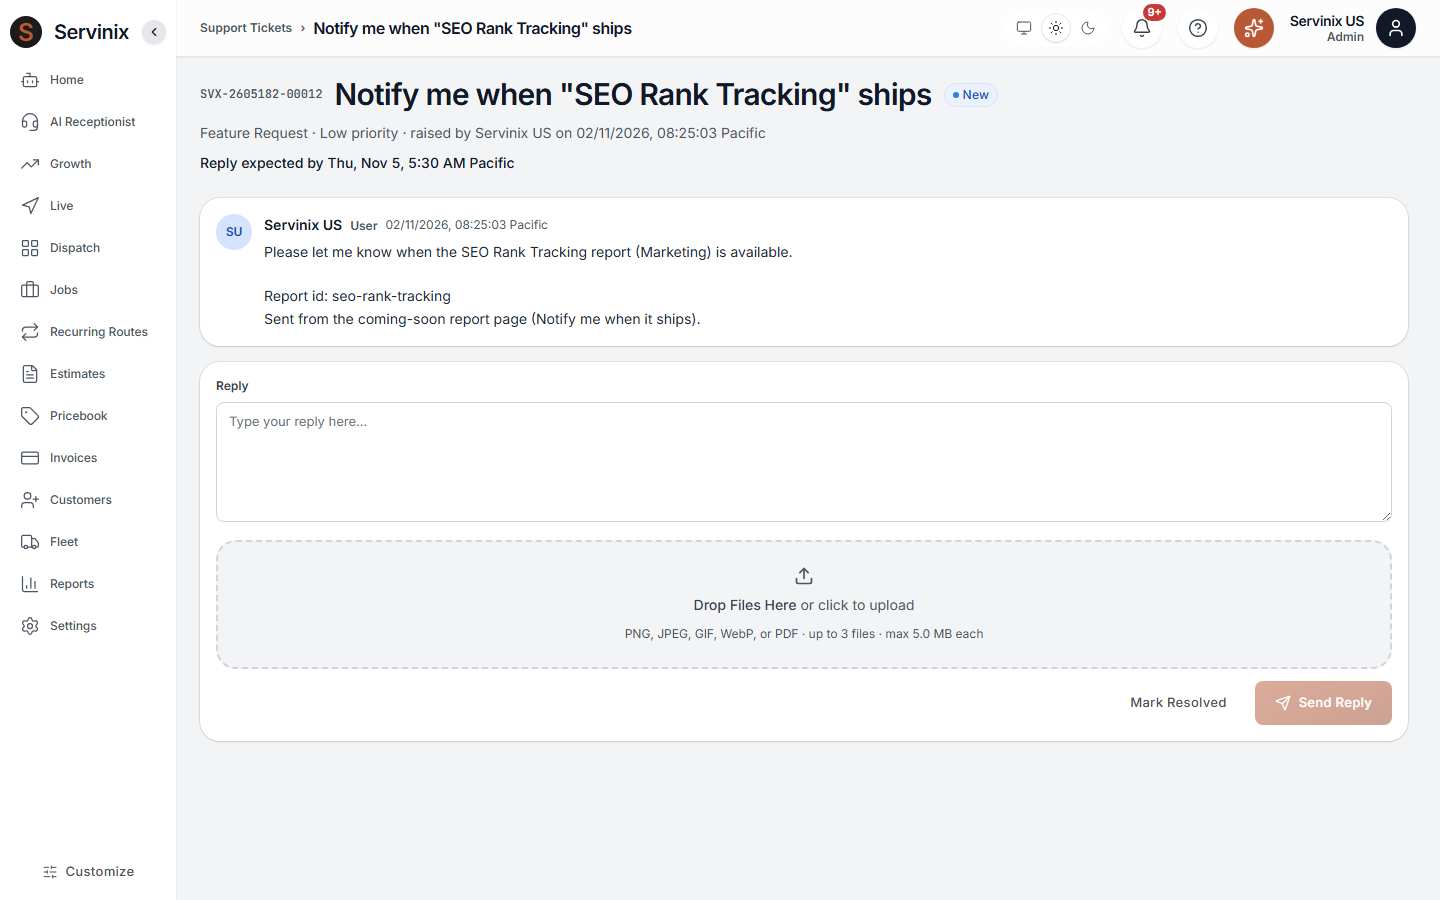 Servinix
Support Tickets › Notify me when "SEO Rank Tracking" ships
9+
Servinix US
Admin
Home
AI Receptionist
Growth
Live
Dispatch
Jobs
Recurring Routes
Estimates
Pricebook
Invoices
Customers
Fleet
Reports
Settings
Customize
SVX-2605182-00012 Notify me when "SEO Rank Tracking" ships New
Feature Request · Low priority · raised by Servinix US on 02/11/2026, 08:25:03 Pacific
Reply expected by Thu, Nov 5, 5:30 AM Pacific
SU
Servinix US User 02/11/2026, 08:25:03 Pacific
Please let me know when the SEO Rank Tracking report (Marketing) is available.
Report id: seo-rank-tracking
Sent from the coming-soon report page (Notify me when it ships).
Reply
Type your reply here...
Drop Files Here or click to upload
PNG, JPEG, GIF, WebP, or PDF · up to 3 files · max 5.0 MB each
Mark Resolved
Send Reply